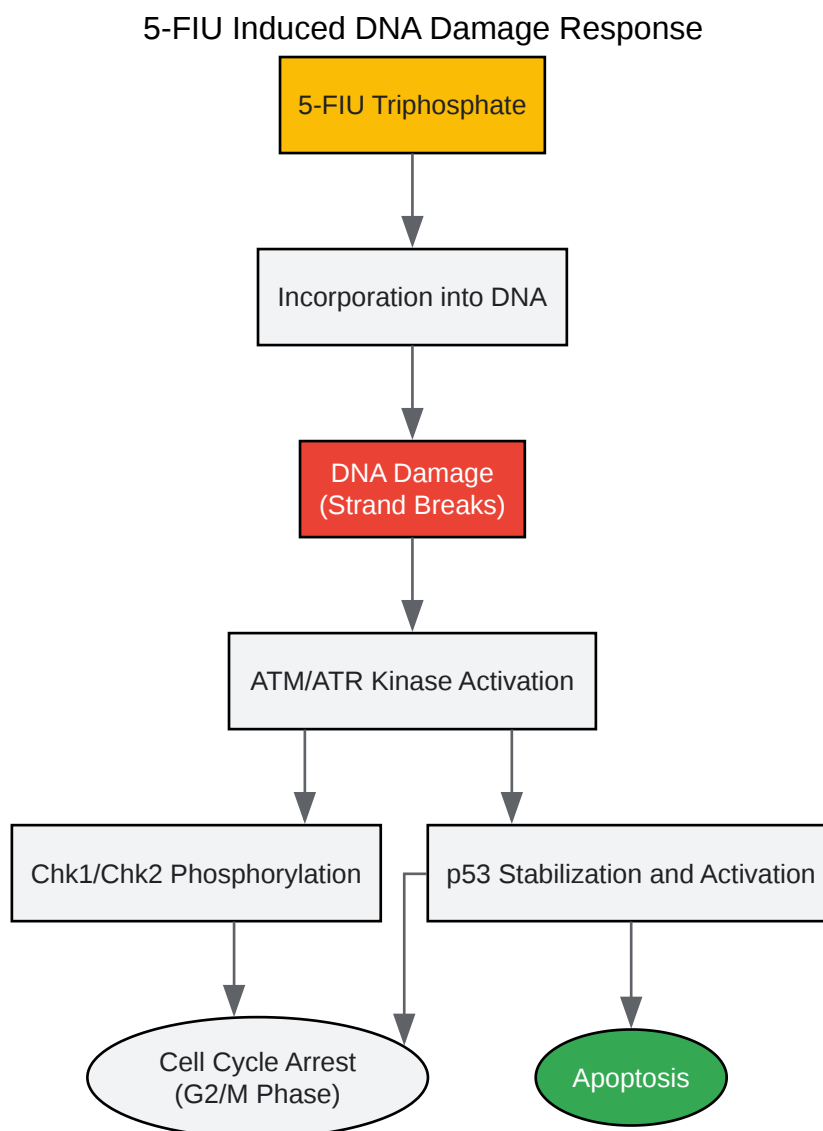 5-FIU Induced DNA Damage Response
5-FIU Triphosphate
Incorporation into DNA
DNA Damage
(Strand Breaks)
ATM/ATR Kinase Activation
Chk1/Chk2 Phosphorylation
p53 Stabilization and Activation
Cell Cycle Arrest
(G2/M Phase)
Apoptosis